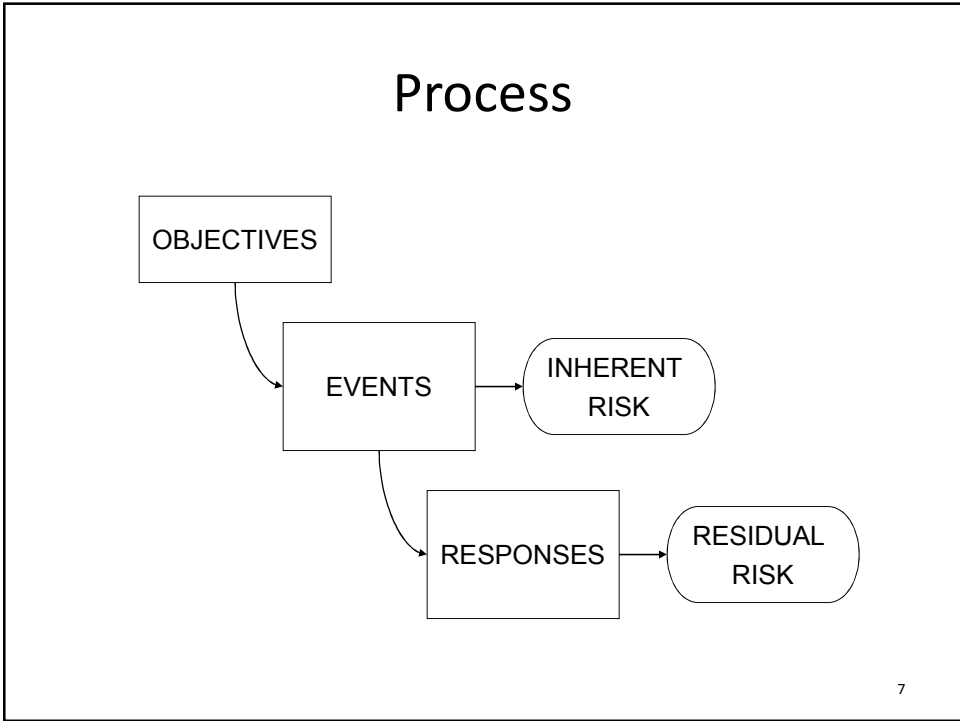 Process
OBJECTIVES
EVENTS
INHERENT
RISK
RESPONSES
RESIDUAL
RISK
7